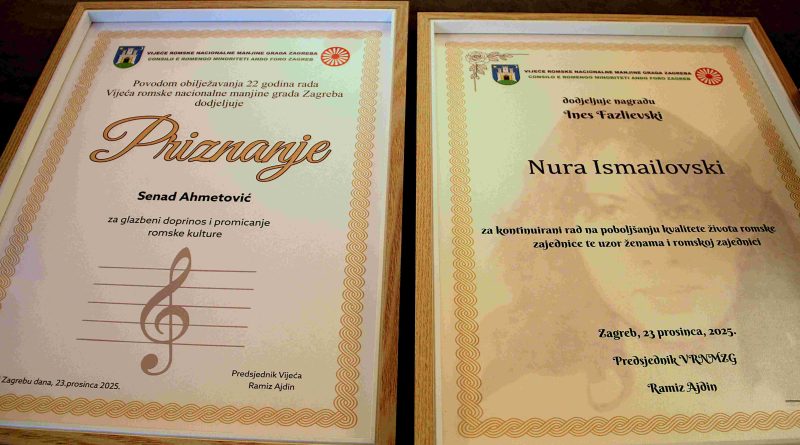 VIJEĆE ROMSKE NACIONALNE MANJINE GRADA ZAGREBA
CONSILO E ROMENGO MINORITETI ANDO FORO ZAGREB
Povodom obilježavanja 22 godina rada
Vijeća romske nacionalne manjine grada Zagreba
dodjeljuje
Priznanje
Senad Ahmetović
za glazbeni doprinos i promicanje
romske kulture
Zagrebu dana, 23.prosinca 2025.
Predsjednik Vijeća
Ramiz Ajdin
VIJEĆE ROMSKE NACIONALNE MANJINE GRADA ZAGREBA
CONSILO E ROMENGO MINORITETI ANDO FORO ZAGREB
dodjeljuje nagradu
Ines Fazlievski
Nura Ismailovski
za kontinuirani rad na poboljšanju kvalitete života romske
zajednice te uzor ženama i romskoj zajednici
Zagreb, 23 prosinca, 2025.
Predsjednik VRNMZG
Ramiz Ajdin